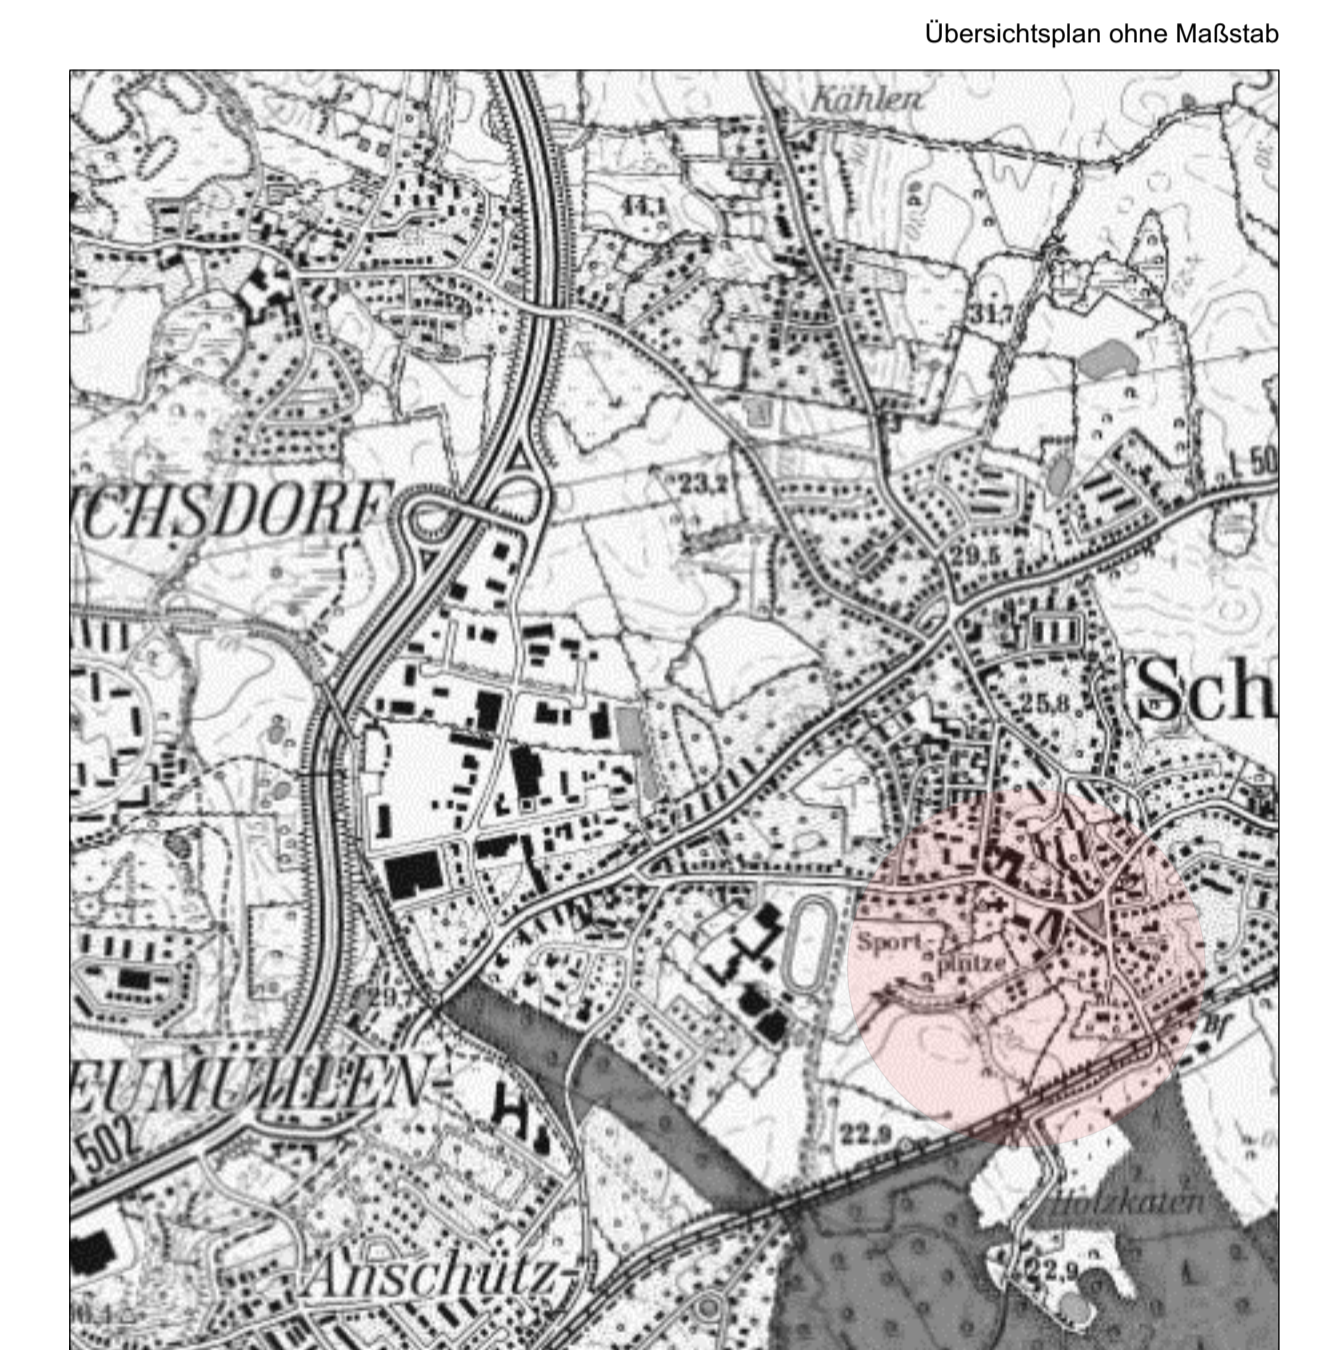 Übersichtsplan ohne Maßstab
Kählen
44,1
31,7
L 50
23,2
CHSDORF
29,5
Sch
25,8
Sport-
plätze
29,7
Bf
EUMÜHLEN
502
22,9
Holzkaten
Anschütz-
22,9